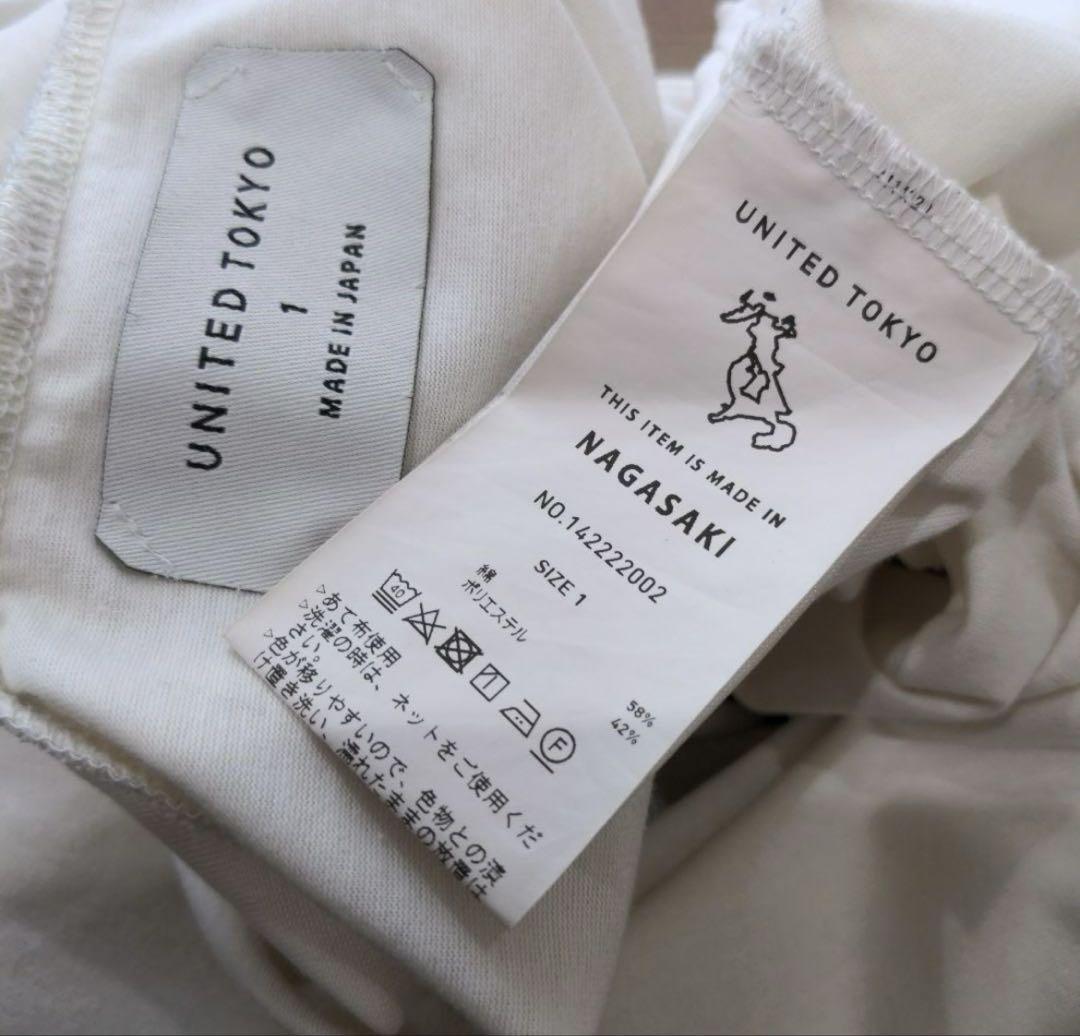 UNITED TOKYO
1
MADE IN JAPAN
UNITED TOKYO
THIS ITEM IS MADE IN
NAGASAKI
NO.142222002
SIZE 1
綿 58%
ポリエステル 42%
40
F
▷あて布使用
▷洗濯の時は、ネットをご使用くだ
さい。
▷色が移りやすいので、色物との漬
け置き洗い、濡れたままの放置は